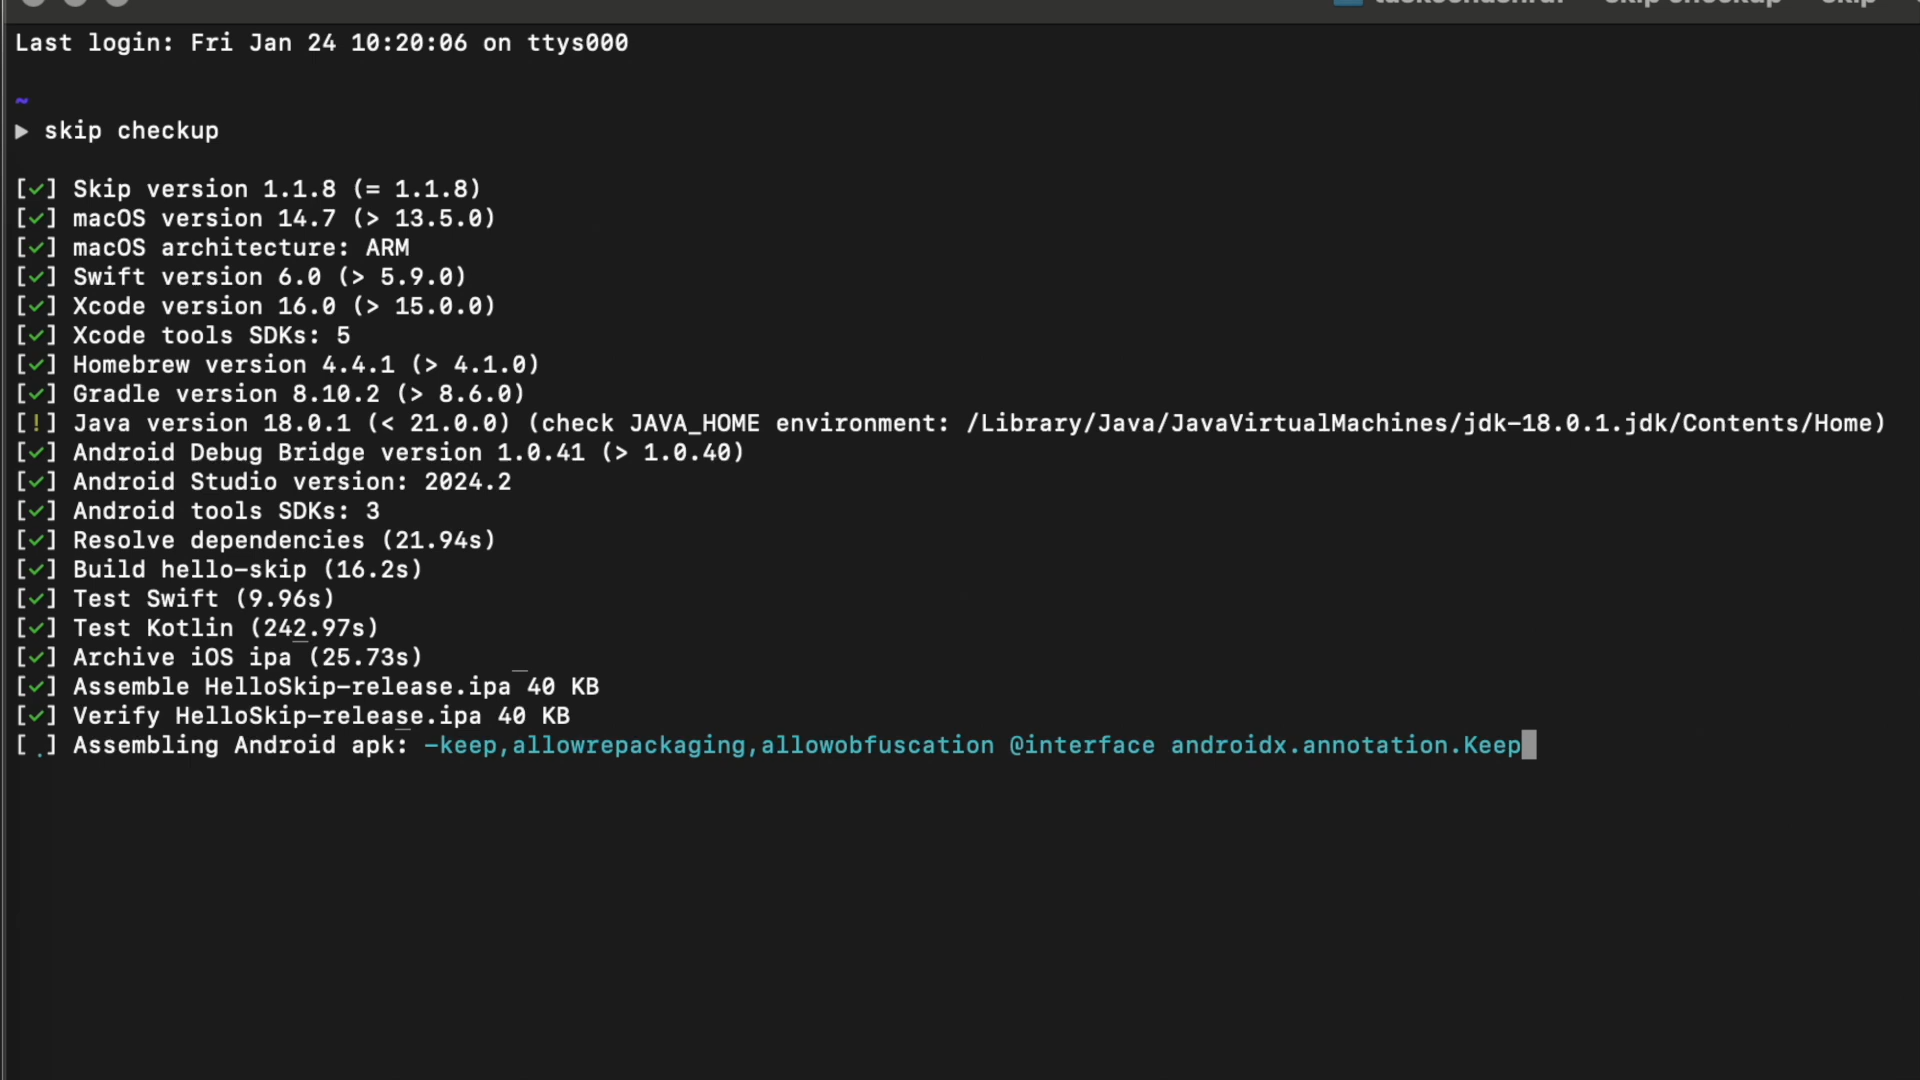 Last login: Fri Jan 24 10:20:06 on ttys000
~
▶ skip checkup
[✓] Skip version 1.1.8 (= 1.1.8)
[✓] macOS version 14.7 (> 13.5.0)
[✓] macOS architecture: ARM
[✓] Swift version 6.0 (> 5.9.0)
[✓] Xcode version 16.0 (> 15.0.0)
[✓] Xcode tools SDKs: 5
[✓] Homebrew version 4.4.1 (> 4.1.0)
[✓] Gradle version 8.10.2 (> 8.6.0)
[!] Java version 18.0.1 (< 21.0.0) (check JAVA_HOME environment: /Library/Java/JavaVirtualMachines/jdk-18.0.1.jdk/Contents/Home)
[✓] Android Debug Bridge version 1.0.41 (> 1.0.40)
[✓] Android Studio version: 2024.2
[✓] Android tools SDKs: 3
[✓] Resolve dependencies (21.94s)
[✓] Build hello-skip (16.2s)
[✓] Test Swift (9.96s)
[✓] Test Kotlin (242.97s)
[✓] Archive iOS ipa (25.73s)
[✓] Assemble HelloSkip-release.ipa 40 KB
[✓] Verify HelloSkip-release.ipa 40 KB
[ .] Assembling Android apk: -keep,allowrepackaging,allowobfuscation @interface androidx.annotation.Keep